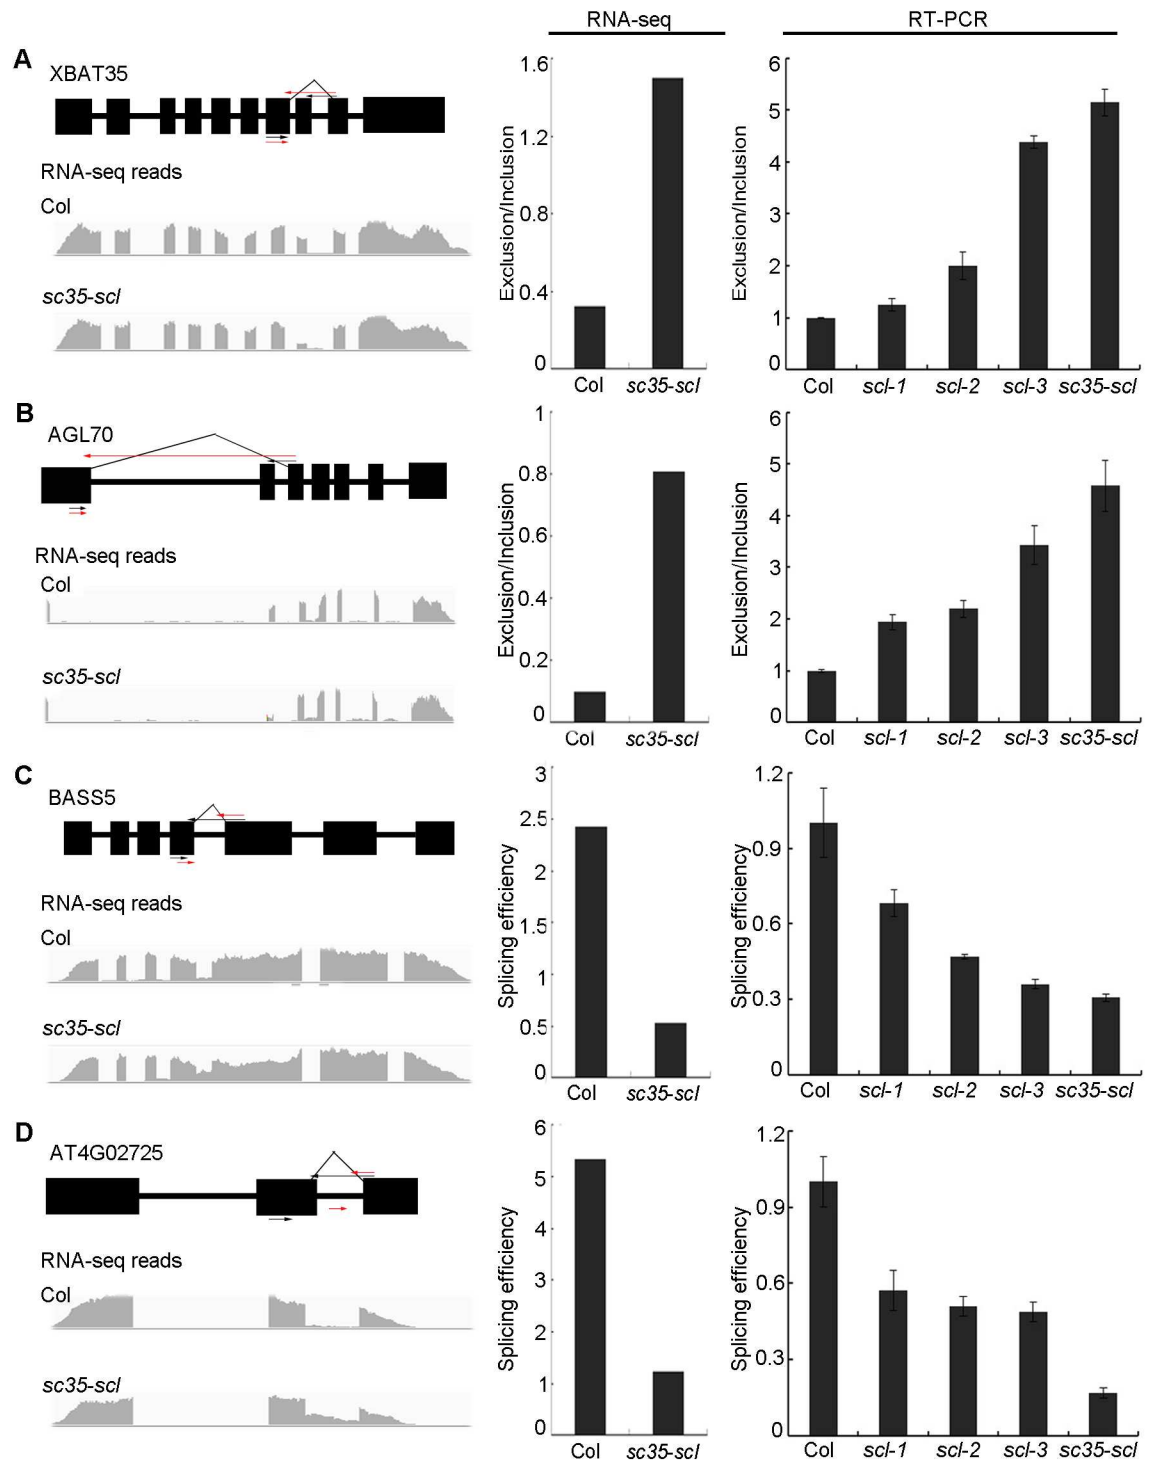 RNA-seq
RT-PCR
A
XBAT35
RNA-seq reads
Col
sc35-scl
Exclusion/Inclusion
1.6
1.2
0.8
0.4
0
Col
sc35-scl
Exclusion/Inclusion
6
5
4
3
2
1
0
Col
scl-1
scl-2
scl-3
sc35-scl
B
AGL70
RNA-seq reads
Col
sc35-scl
Exclusion/Inclusion
1
0.8
0.6
0.4
0.2
0
Col
sc35-scl
Exclusion/Inclusion
6
5
4
3
2
1
0
Col
scl-1
scl-2
scl-3
sc35-scl
C
BASS5
RNA-seq reads
Col
sc35-scl
Splicing efficiency
3
2.5
2
1.5
1
0.5
0
Col
sc35-scl
Splicing efficiency
1.2
0.9
0.6
0.3
0
Col
scl-1
scl-2
scl-3
sc35-scl
D
AT4G02725
RNA-seq reads
Col
sc35-scl
Splicing efficiency
6
5
4
3
2
1
0
Col
sc35-scl
Splicing efficiency
1.2
0.9
0.6
0.3
0
Col
scl-1
scl-2
scl-3
sc35-scl